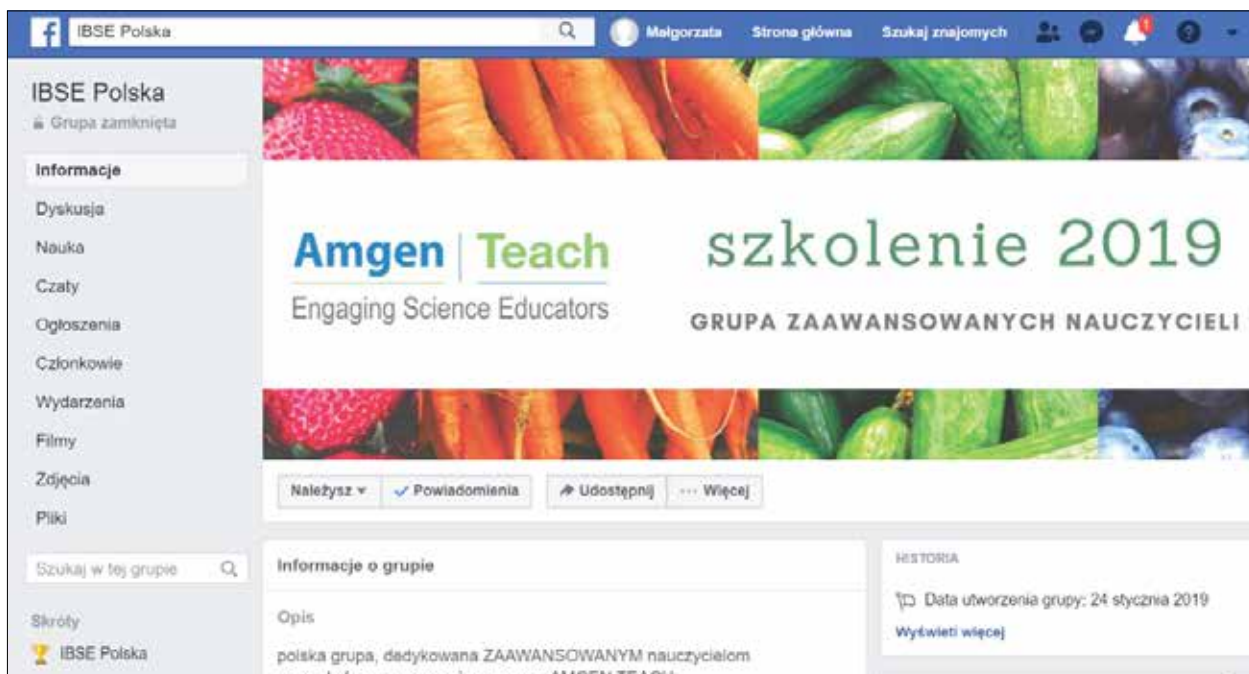 IBSE Polska
Małgorzata Strona główna Szukaj znajomych
1
IBSE Polska
Grupa zamknięta
Informacje
Dyskusja
Nauka
Czaty
Ogłoszenia
Członkowie
Wydarzenia
Filmy
Zdjęcia
Pliki
Szukaj w tej grupie
Skróty
IBSE Polska
Amgen Teach
Engaging Science Educators
szkolenie 2019
GRUPA ZAAWANSOWANYCH NAUCZYCIELI
Należysz Powiadomienia Udostępnij Więcej
Informacje o grupie
Opis
polska grupa, dedykowana ZAAWANSOWANYM nauczycielom
AMGEN TEACH
HISTORIA
Data utworzenia grupy: 24 stycznia 2019
Wyświetl więcej